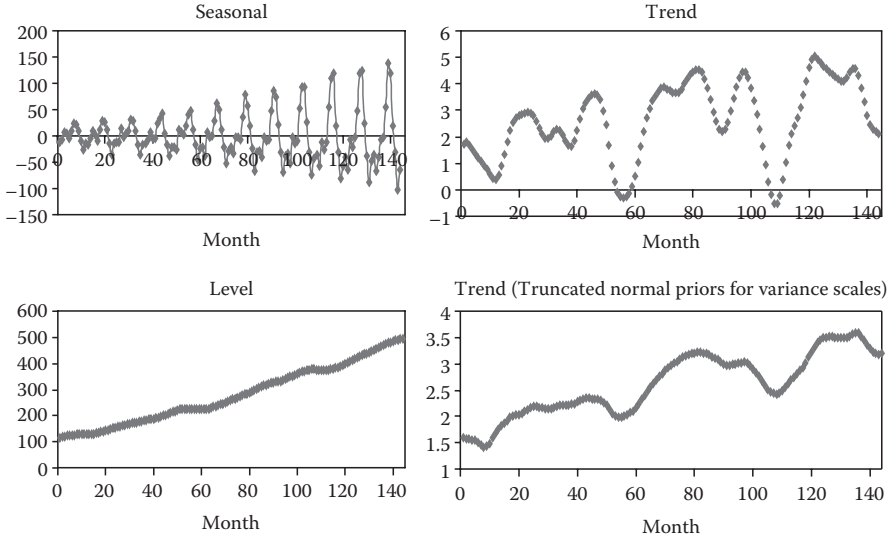 Seasonal
200
150
100
50
0
−50
−100
−150
0 20 40 60 80 100 120 140
Month
Trend
6
5
4
3
2
1
0
−1
1 20 40 60 80 100 120 140
Month
Level
600
500
400
300
200
100
0
0 20 40 60 80 100 120 140
Month
Trend (Truncated normal priors for variance scales)
4
3.5
3
2.5
2
1.5
1
0 20 40 60 80 100 120 140
Month